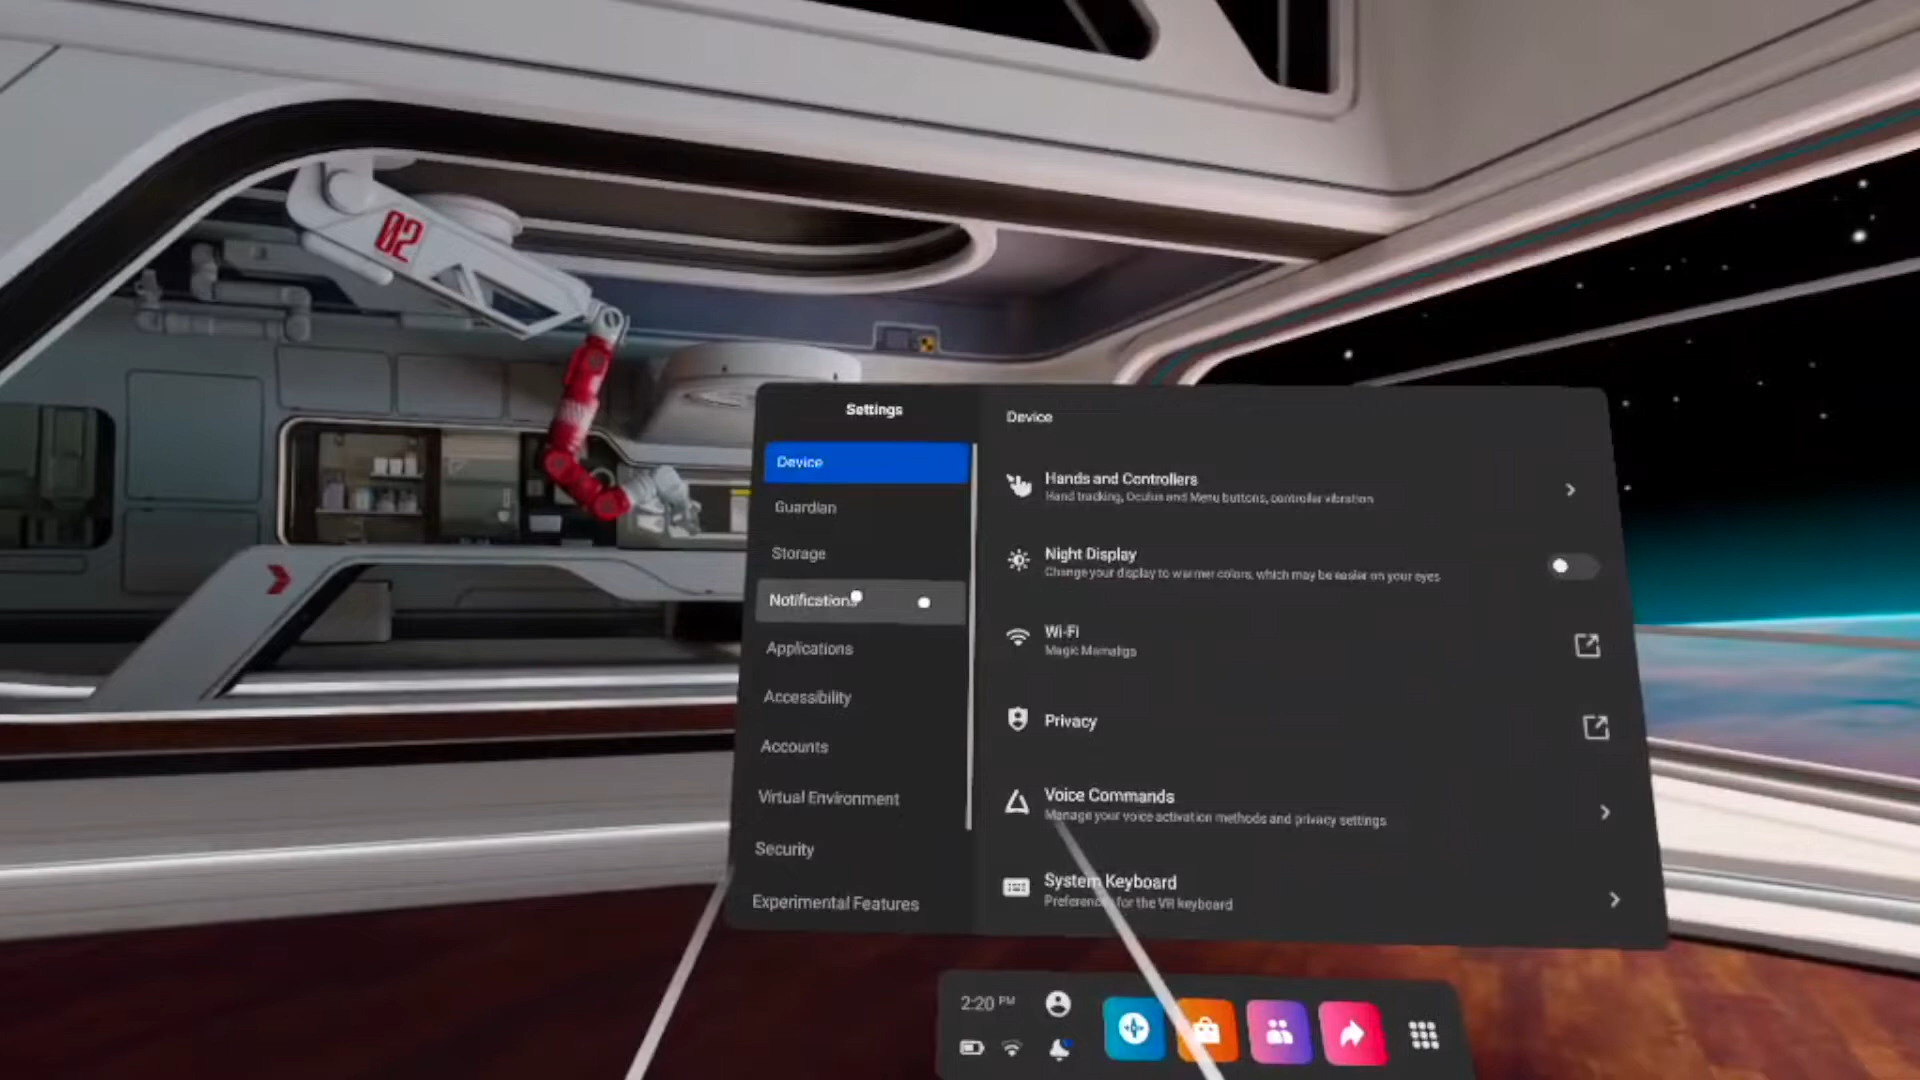 02
Settings
Device
Guardian
Storage
Notifications
Applications
Accessibility
Accounts
Virtual Environment
Security
Experimental Features
Device
Hands and Controllers
Hand tracking, Oculus and Menu buttons, controller vibration
Night Display
Change your display to warmer colors, which may be easier on your eyes
Wi-Fi
Magic Mamaliga
Privacy
Voice Commands
Manage your voice activation methods and privacy settings
System Keyboard
Preferences for the VR keyboard
2:20 PM